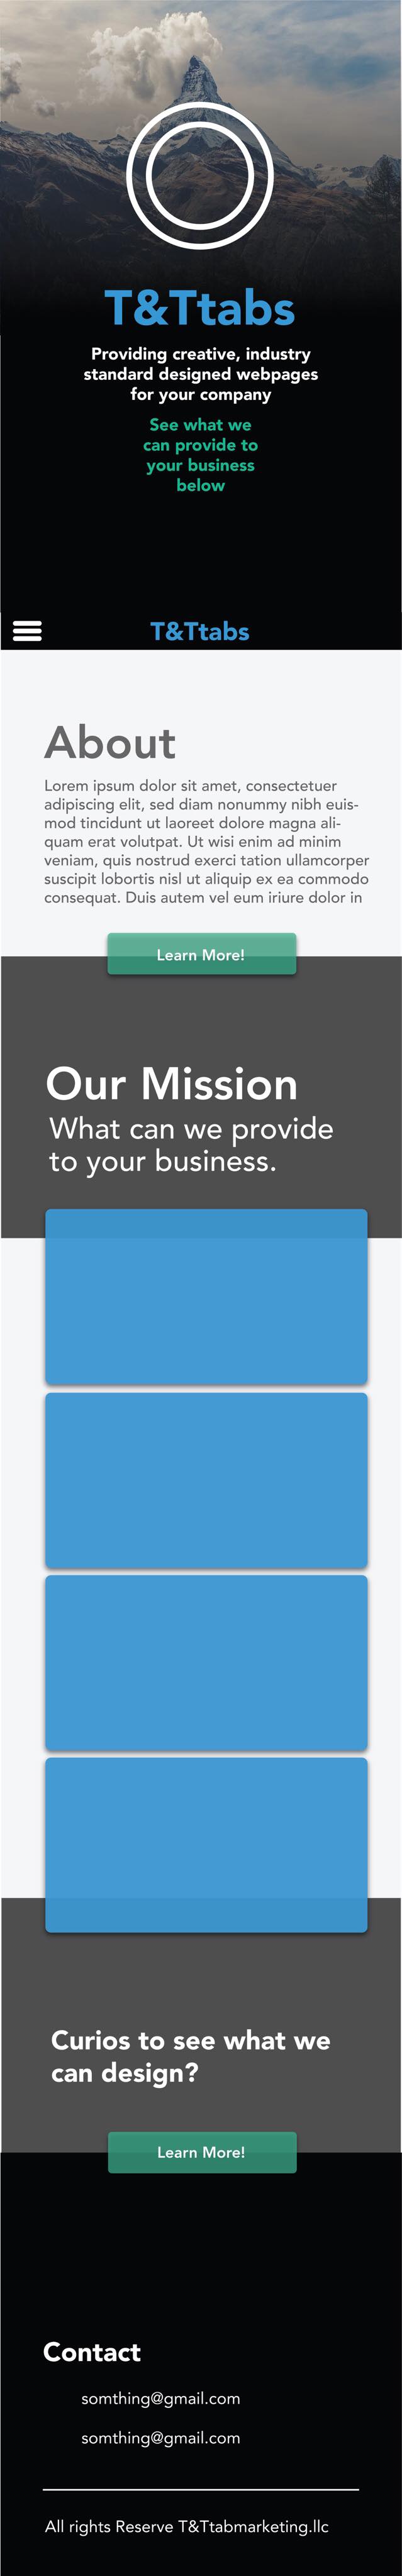 T&Ttabs
Providing creative, industry
standard designed webpages
for your company
See what we
can provide to
your business
below
T&Ttabs
About
Lorem ipsum dolor sit amet, consectetuer
adipiscing elit, sed diam nonummy nibh euis-
mod tincidunt ut laoreet dolore magna ali-
quam erat volutpat. Ut wisi enim ad minim
veniam, quis nostrud exerci tation ullamcorper
suscipit lobortis nisl ut aliquip ex ea commodo
consequat. Duis autem vel eum iriure dolor in
Learn More!
Our Mission
What can we provide
to your business.
Curios to see what we
can design?
Learn More!
Contact
somthing@gmail.com
somthing@gmail.com
All rights Reserve T&Ttabmarketing.llc